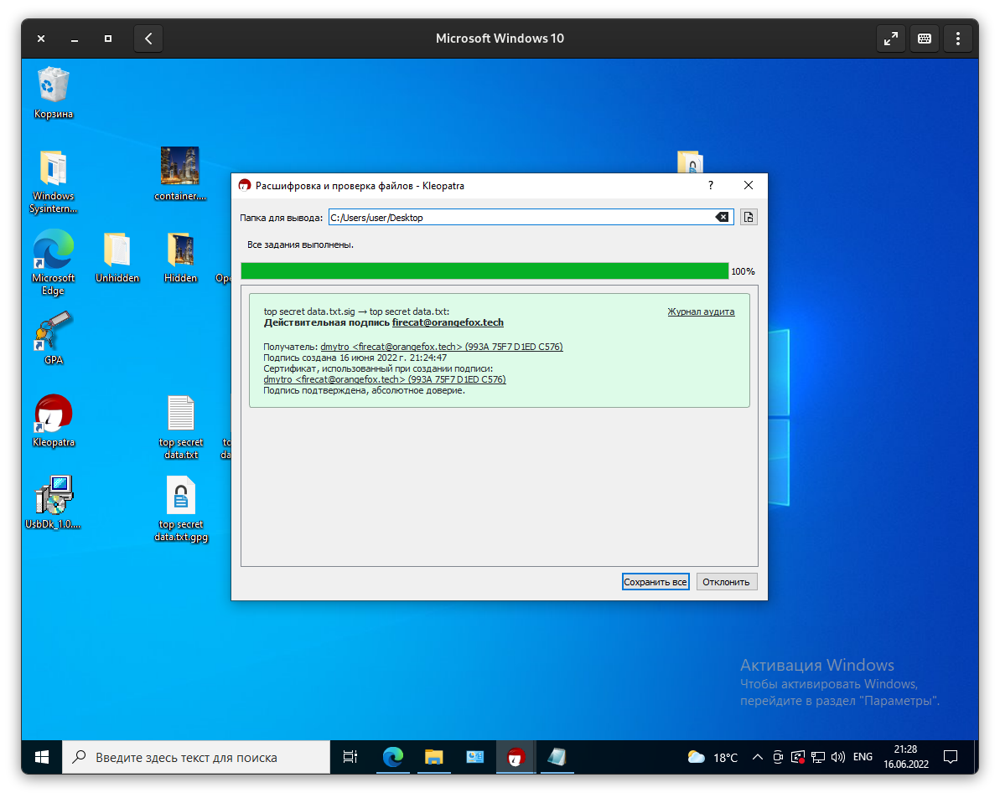 Microsoft Windows 10
Корзина
Windows
Sysintern...
container....
Microsoft
Edge
Unhidden
Hidden
GPA
Kleopatra
top secret
data.txt
UsbDk_1.0....
top secret
data.txt.gpg
Расшифровка и проверка файлов - Kleopatra
?
Папка для вывода: C:/Users/user/Desktop
Все задания выполнены.
100%
top secret data.txt.sig → top secret data.txt:
Журнал аудита
Действительная подпись firecat@orangefox.tech
Получатель: dmytro <firecat@orangefox.tech> (993A 75F7 D1ED C576)
Подпись создана 16 июня 2022 г. 21:24:47
Сертификат, использованный при создании подписи:
dmytro <firecat@orangefox.tech> (993A 75F7 D1ED C576)
Подпись подтверждена, абсолютное доверие.
Сохранить все
Отклонить
Активация Windows
Чтобы активировать Windows,
перейдите в раздел "Параметры".
Введите здесь текст для поиска
18°C
ENG
21:28
16.06.2022